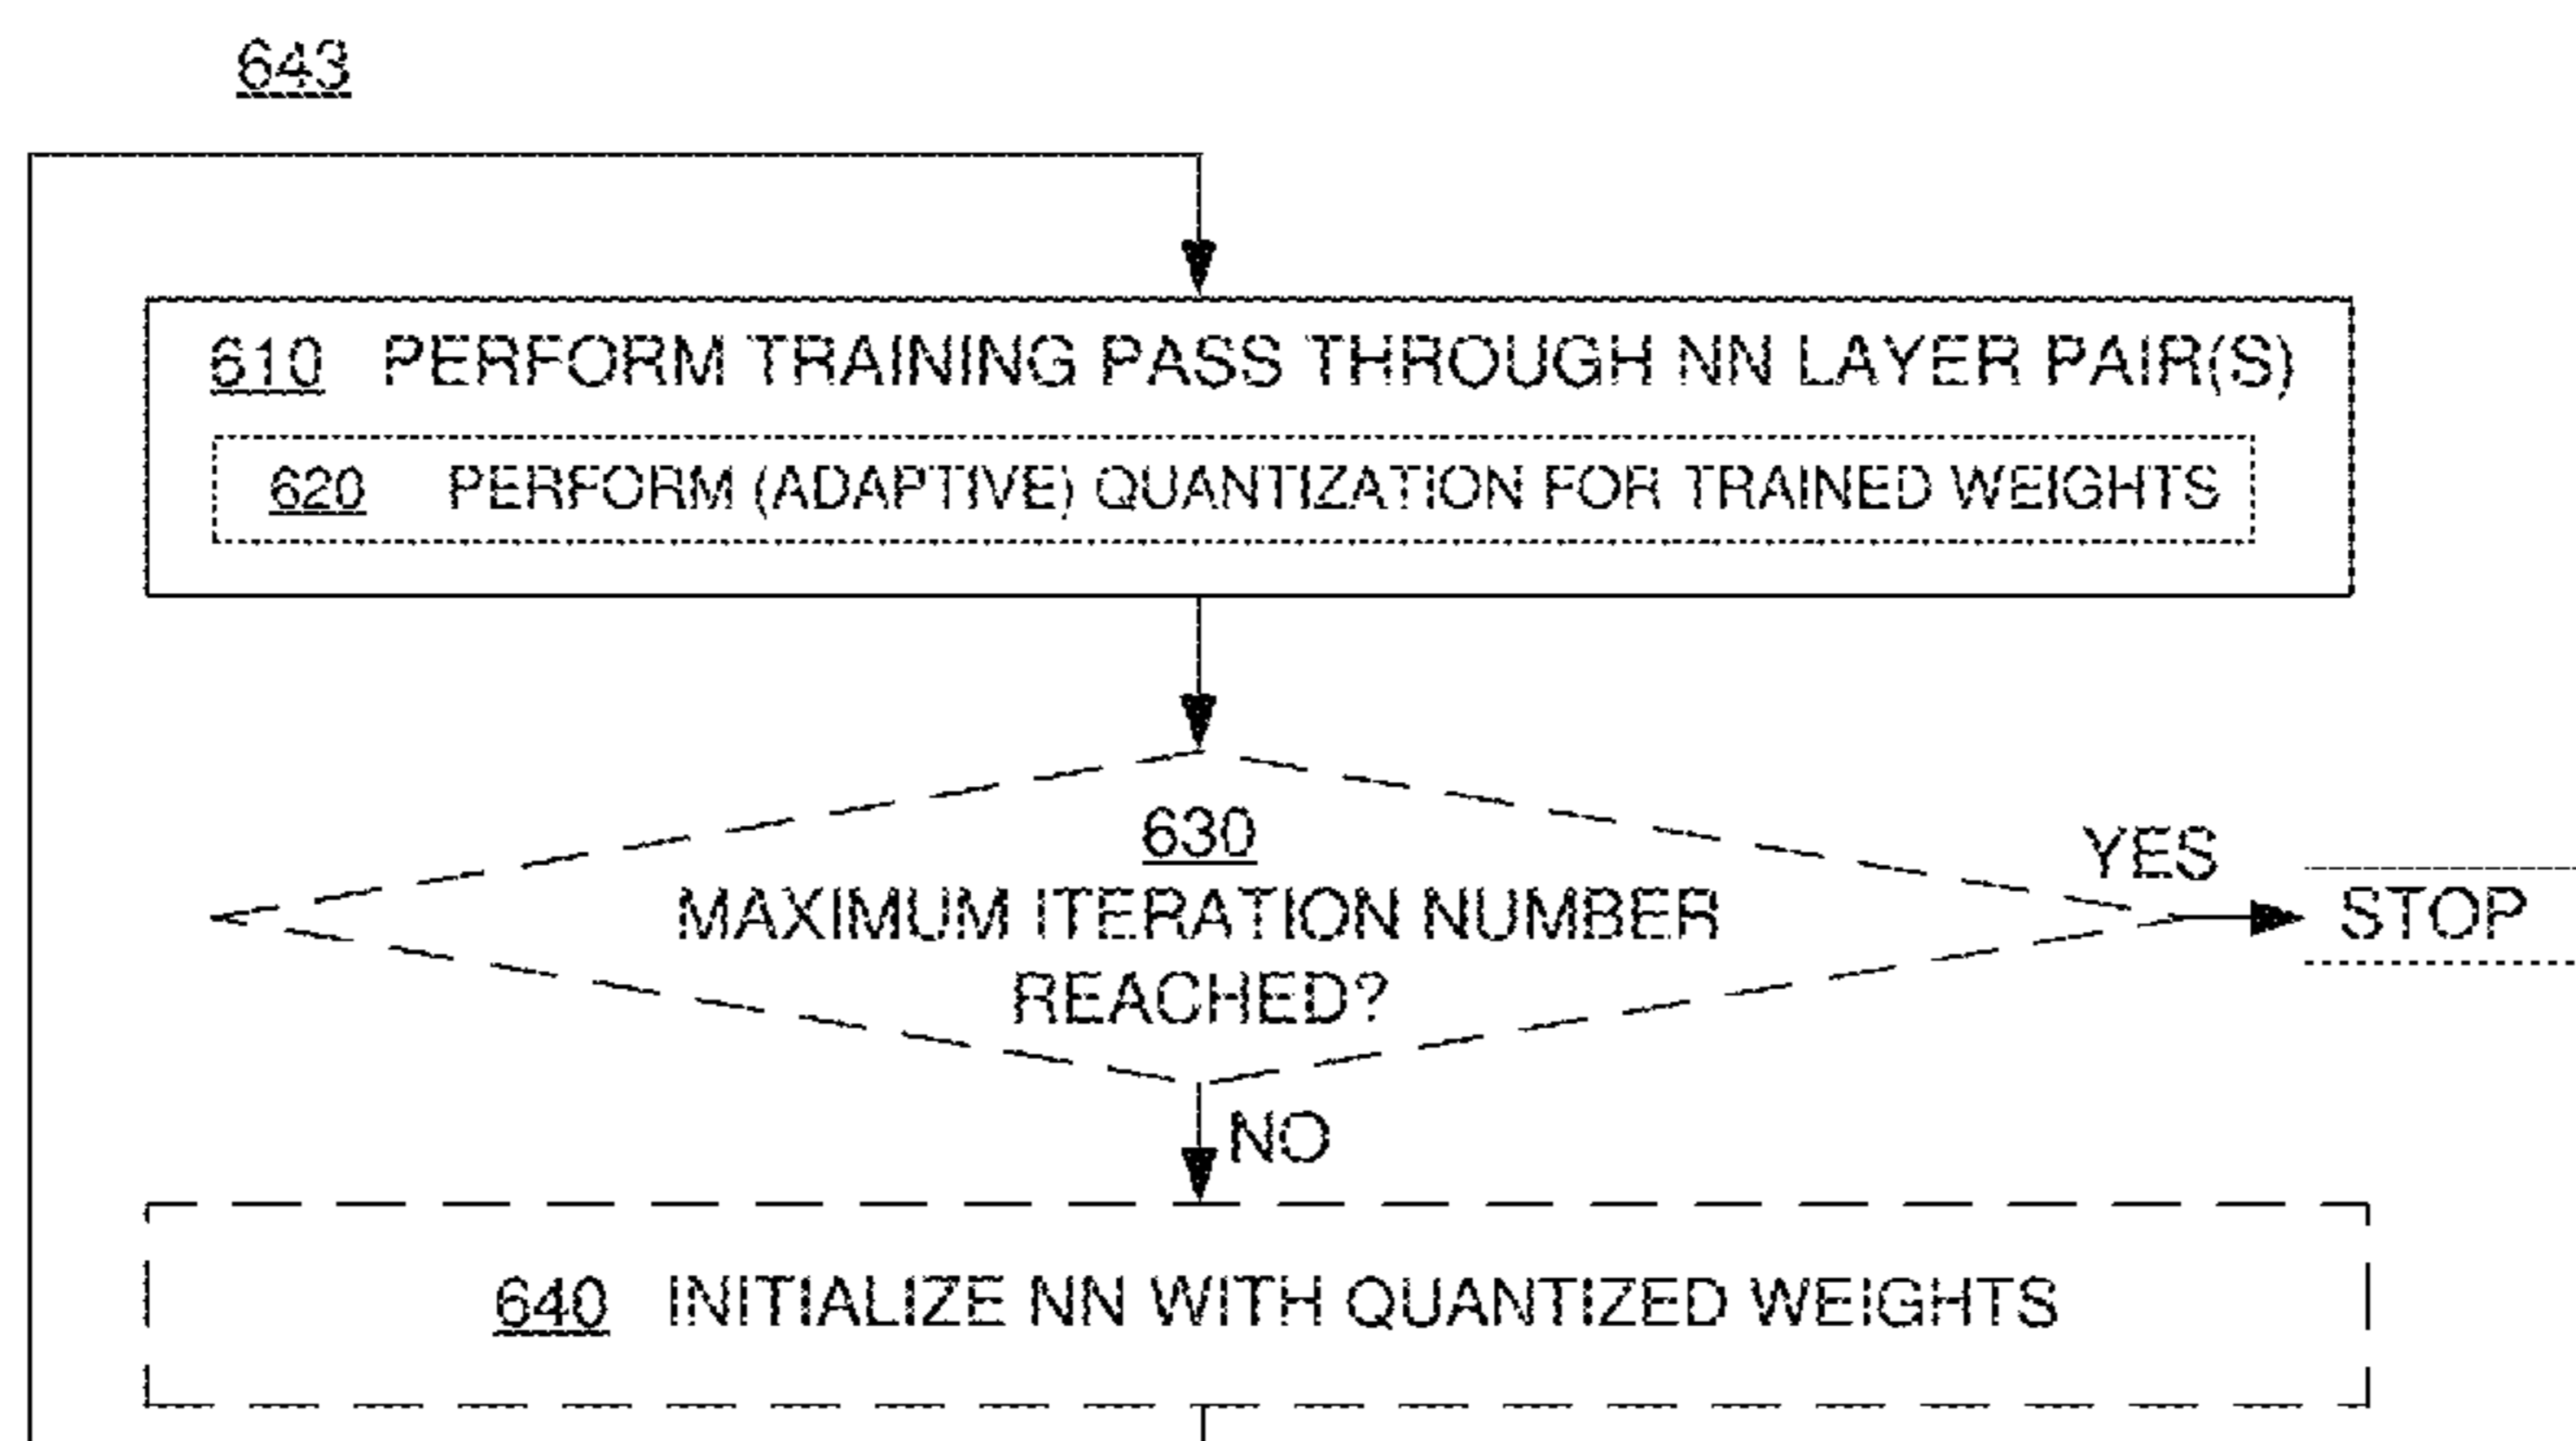 643
610 PERFORM TRAINING PASS THROUGH NN LAYER PAIR(S)
620 PERFORM (ADAPTIVE) QUANTIZATION FOR TRAINED WEIGHTS
630
MAXIMUM ITERATION NUMBER
REACHED?
YES
STOP
NO
640 INITIALIZE NN WITH QUANTIZED WEIGHTS